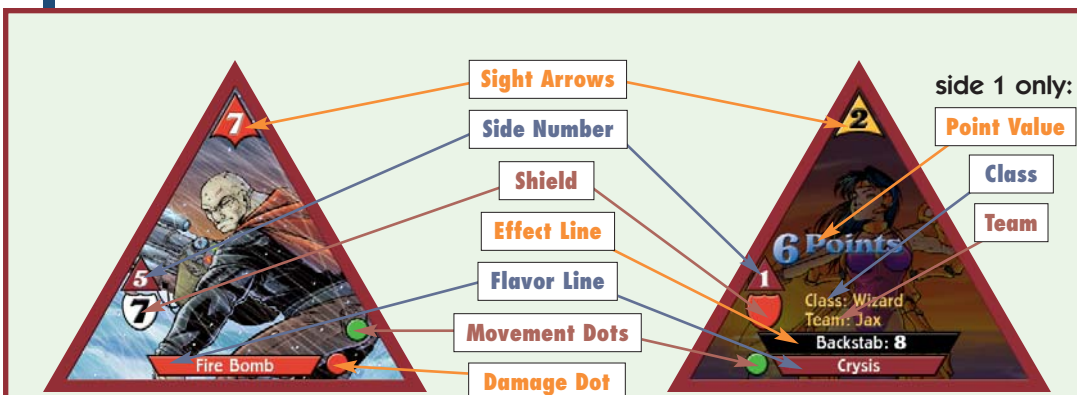 7
5
7
Fire Bomb
Sight Arrows
Side Number
Shield
Effect Line
Flavor Line
Movement Dots
Damage Dot
2
6 Points
1
Class: Wizard
Team: Jax
Backstab: 8
Crysis
side 1 only:
Point Value
Class
Team